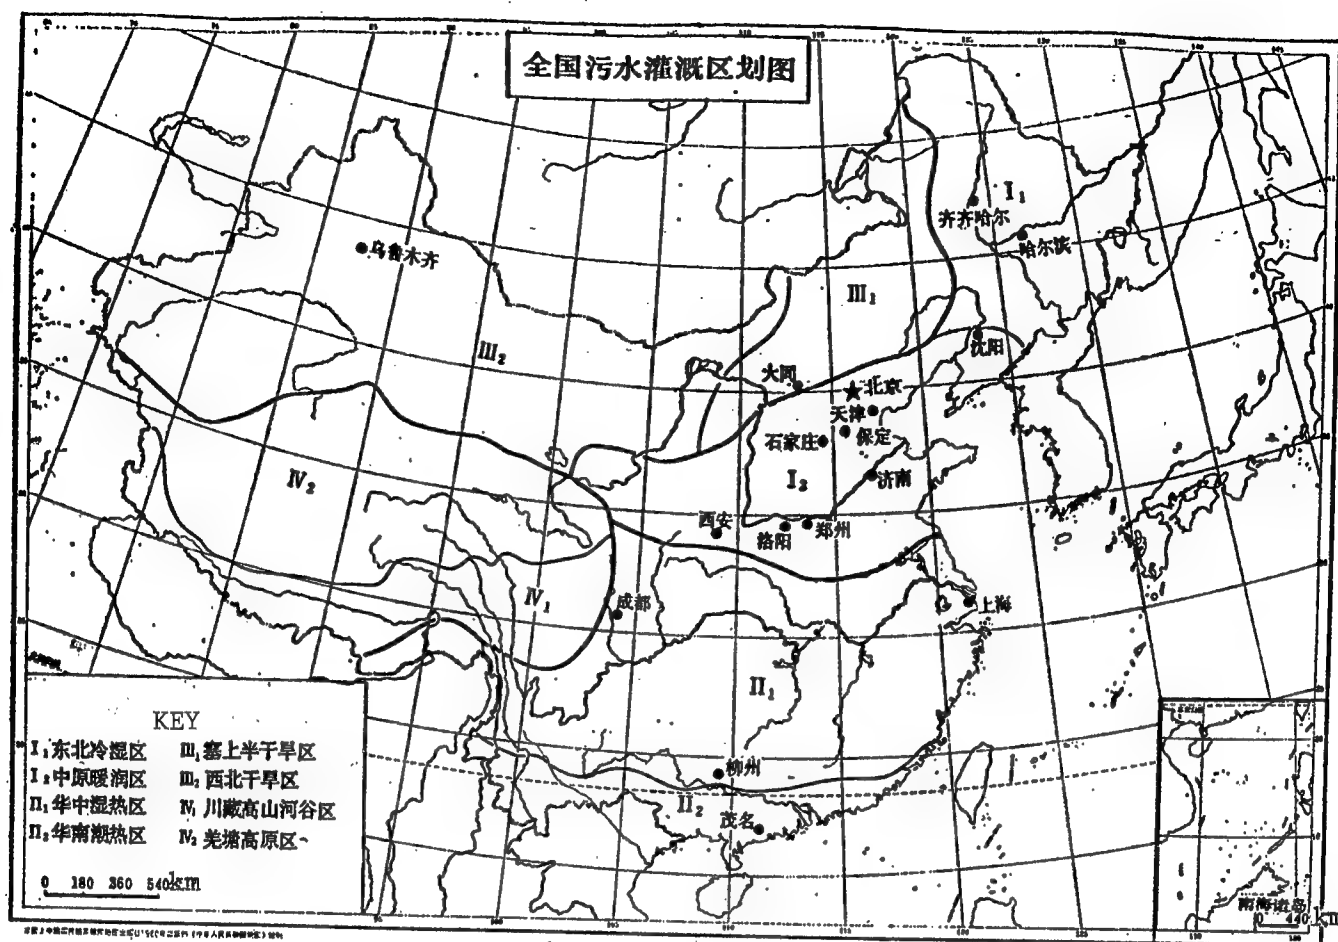 全国污水灌溉区划图
I₁
齐齐哈尔
哈尔滨
乌鲁木齐
III₁
III₂
沈阳
大同
北京
天津
保定
石家庄
I₂
济南
IV₂
西安
洛阳
郑州
IV₁
成都
上海
II₁
柳州
II₂
茂名
KEY
I₁东北冷湿区 III₁塞上半干旱区
I₂中原暖润区 III₂西北干旱区
II₁华中湿热区 IV₁川藏高山河谷区
II₂华南潮热区 IV₂羌塘高原区
0 180 360 540km
南海诸岛
0 440 km